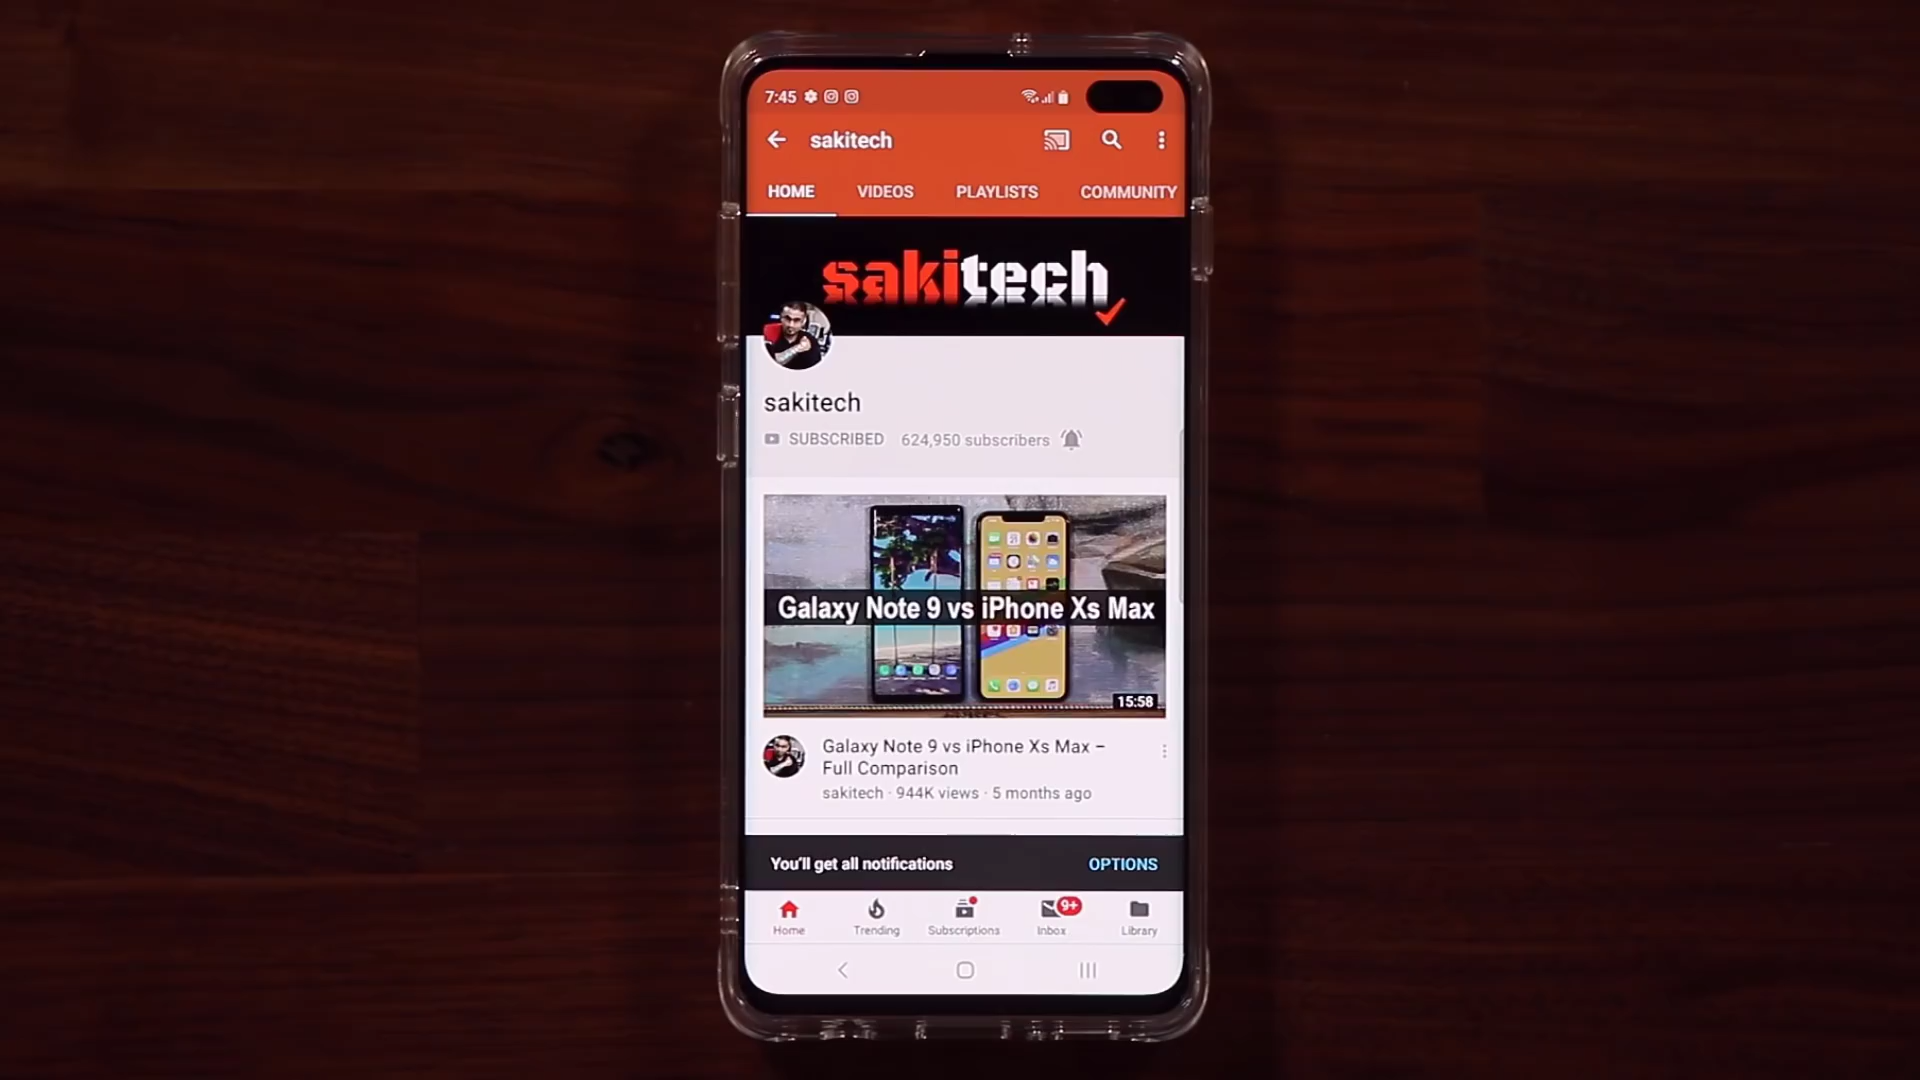 7:45
sakitech
HOME VIDEOS PLAYLISTS COMMUNITY
sakitech
sakitech
SUBSCRIBED 624,950 subscribers
Galaxy Note 9 vs iPhone Xs Max
15:58
Galaxy Note 9 vs iPhone Xs Max –
Full Comparison
sakitech · 944K views · 5 months ago
You'll get all notifications OPTIONS
9+
Home Trending Subscriptions Inbox Library